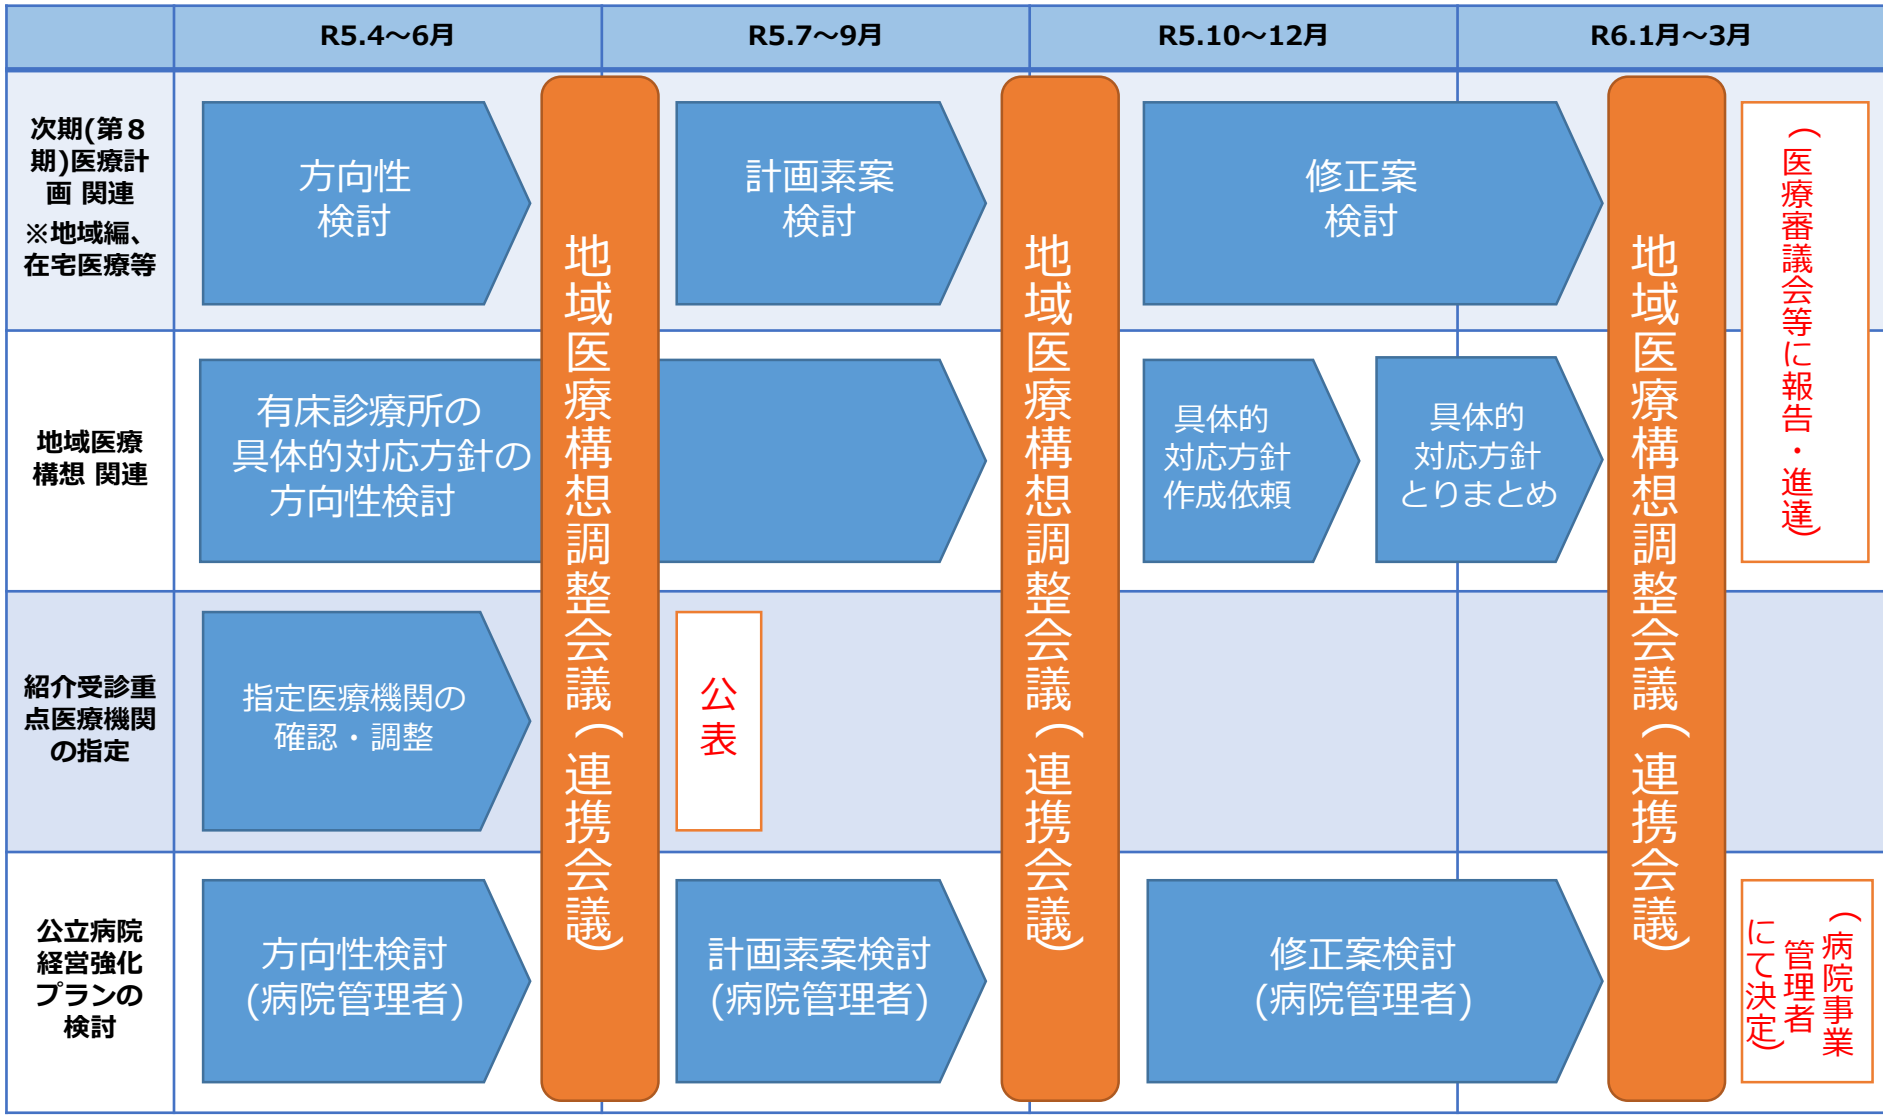 R5.4～6月
R5.7～9月
R5.10～12月
R6.1月～3月
次期(第８
期)医療計
画 関連
※地域編、
在宅医療等
方向性
検討
計画素案
検討
修正案
検討
（医療審議会等に報告・進達）
地域医療構想調整会議（連携会議）
地域医療構想調整会議（連携会議）
地域医療構想調整会議（連携会議）
地域医療
構想 関連
有床診療所の
具体的対応方針の
方向性検討
具体的
対応方針
作成依頼
具体的
対応方針
とりまとめ
紹介受診重
点医療機関
の指定
指定医療機関の
確認・調整
公表
公立病院
経営強化
プランの
検討
方向性検討
(病院管理者)
計画素案検討
(病院管理者)
修正案検討
(病院管理者)
（病院事業
管理者
にて決定）